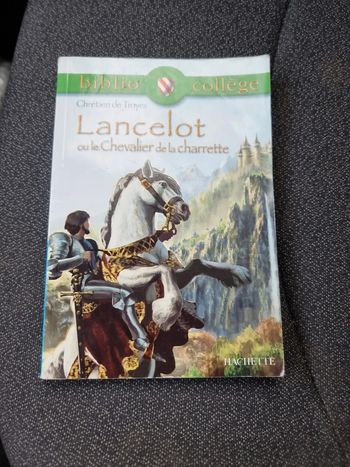 biblio collège
Chrétien de Troyes
Lancelot
ou le Chevalier de la charrette
HACHETTE